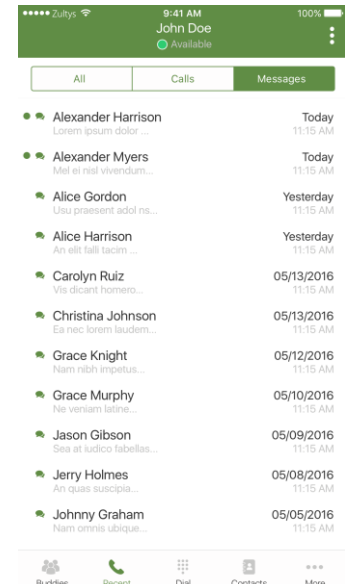 Zultys 9:41 AM 100%
John Doe
Available
All Calls Messages
Alexander Harrison Today
Lorem ipsum dolor ... 11:15 AM
Alexander Myers Today
Mel ei nisl vivendum... 11:15 AM
Alice Gordon Yesterday
Usu praesent adol ns... 11:15 AM
Alice Harrison Yesterday
An elit falli tacim ... 11:15 AM
Carolyn Ruiz 05/13/2016
Vis dicant homero... 11:15 AM
Christina Johnson 05/13/2016
Ea nec lorem laudem... 11:15 AM
Grace Knight 05/12/2016
Nam nibh impetus... 11:15 AM
Grace Murphy 05/10/2016
Ne veniam latine... 11:15 AM
Jason Gibson 05/09/2016
Sea at iudico fabellas... 11:15 AM
Jerry Holmes 05/08/2016
An quas suscipia... 11:15 AM
Johnny Graham 05/05/2016
Nam omnis ubique... 11:15 AM
Buddies Recent Dial Contacts More